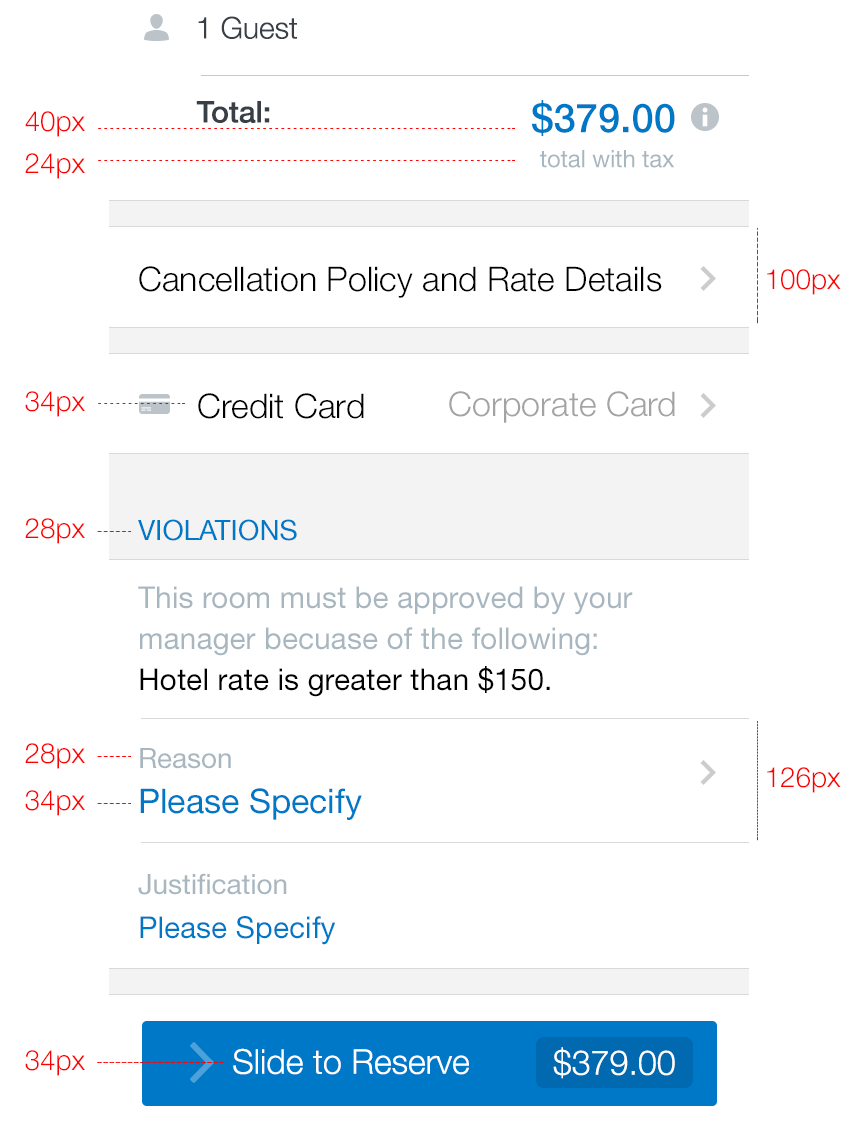 1 Guest
Total:
40px
$379.00
24px
total with tax
Cancellation Policy and Rate Details
100px
34px
Credit Card
Corporate Card
28px
VIOLATIONS
This room must be approved by your
manager becuase of the following:
Hotel rate is greater than $150.
28px
Reason
34px
Please Specify
126px
Justification
Please Specify
34px
Slide to Reserve
$379.00